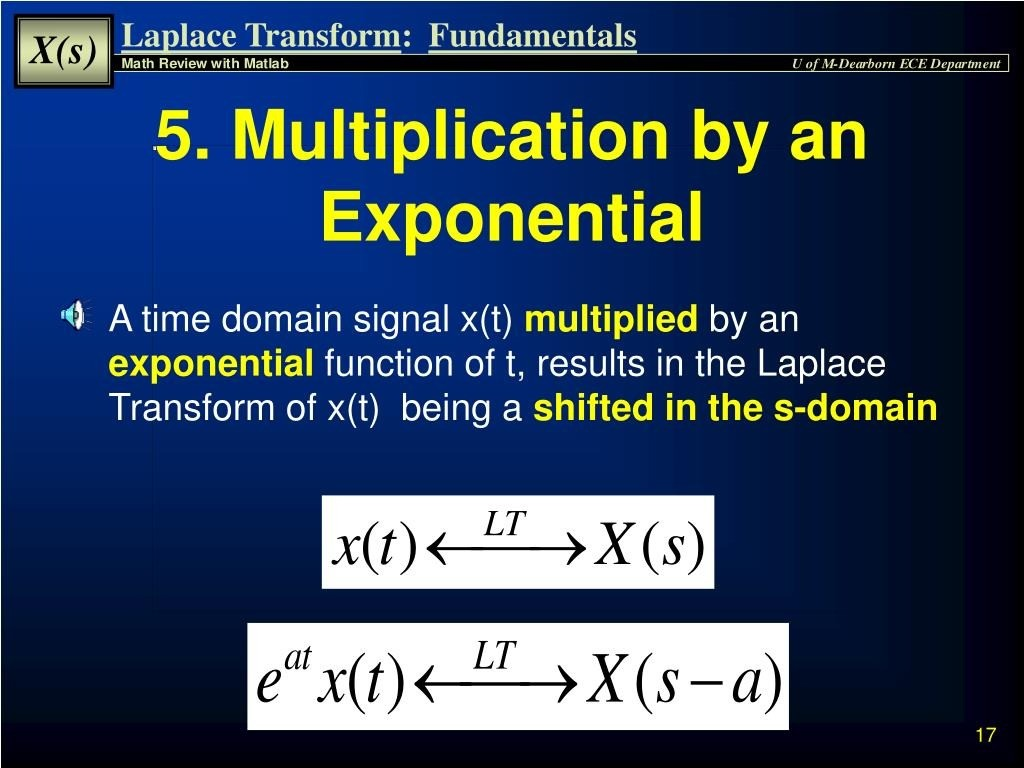 X(s)
Laplace Transform: Fundamentals
Math Review with Matlab
U of M-Dearborn ECE Department
5. Multiplication by an
Exponential
A time domain signal x(t) multiplied by an
exponential function of t, results in the Laplace
Transform of x(t) being a shifted in the s-domain
x(t) ⟷^{LT} X(s)
e^{at} x(t) ⟷^{LT} X(s − a)
17